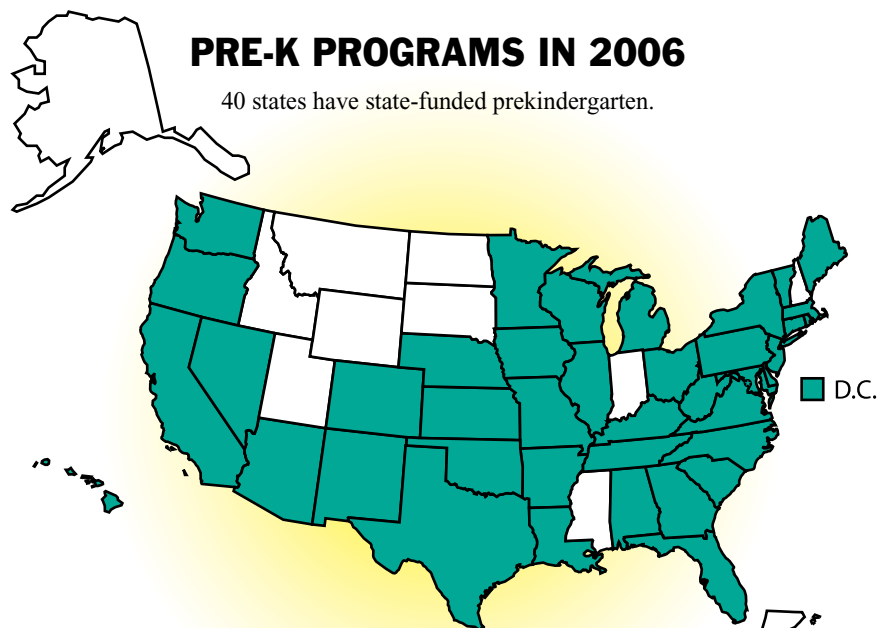 PRE-K PROGRAMS IN 2006
40 states have state-funded prekindergarten.
D.C.